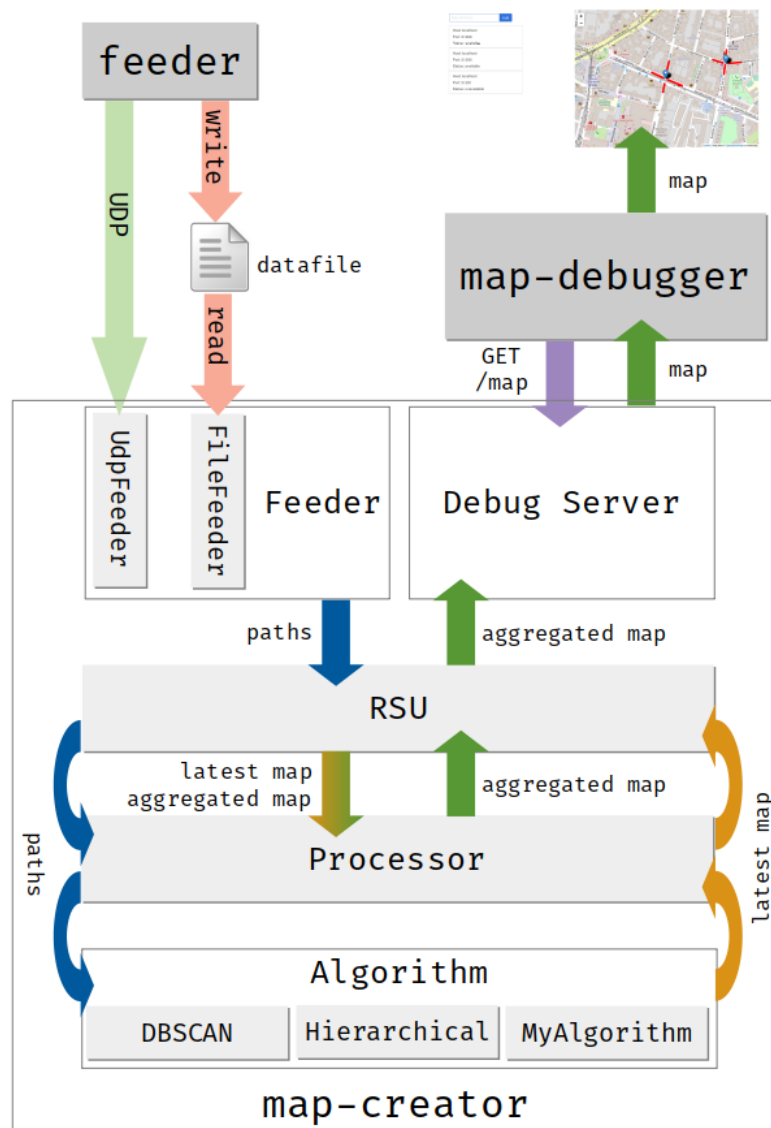 feeder
write
UDP
datafile
read
map
map-debugger
GET
/map
map
UdpFeeder
FileFeeder
Feeder
Debug Server
paths
aggregated map
RSU
latest map
aggregated map
aggregated map
paths
latest map
Processor
Algorithm
DBSCAN
Hierarchical
MyAlgorithm
map-creator